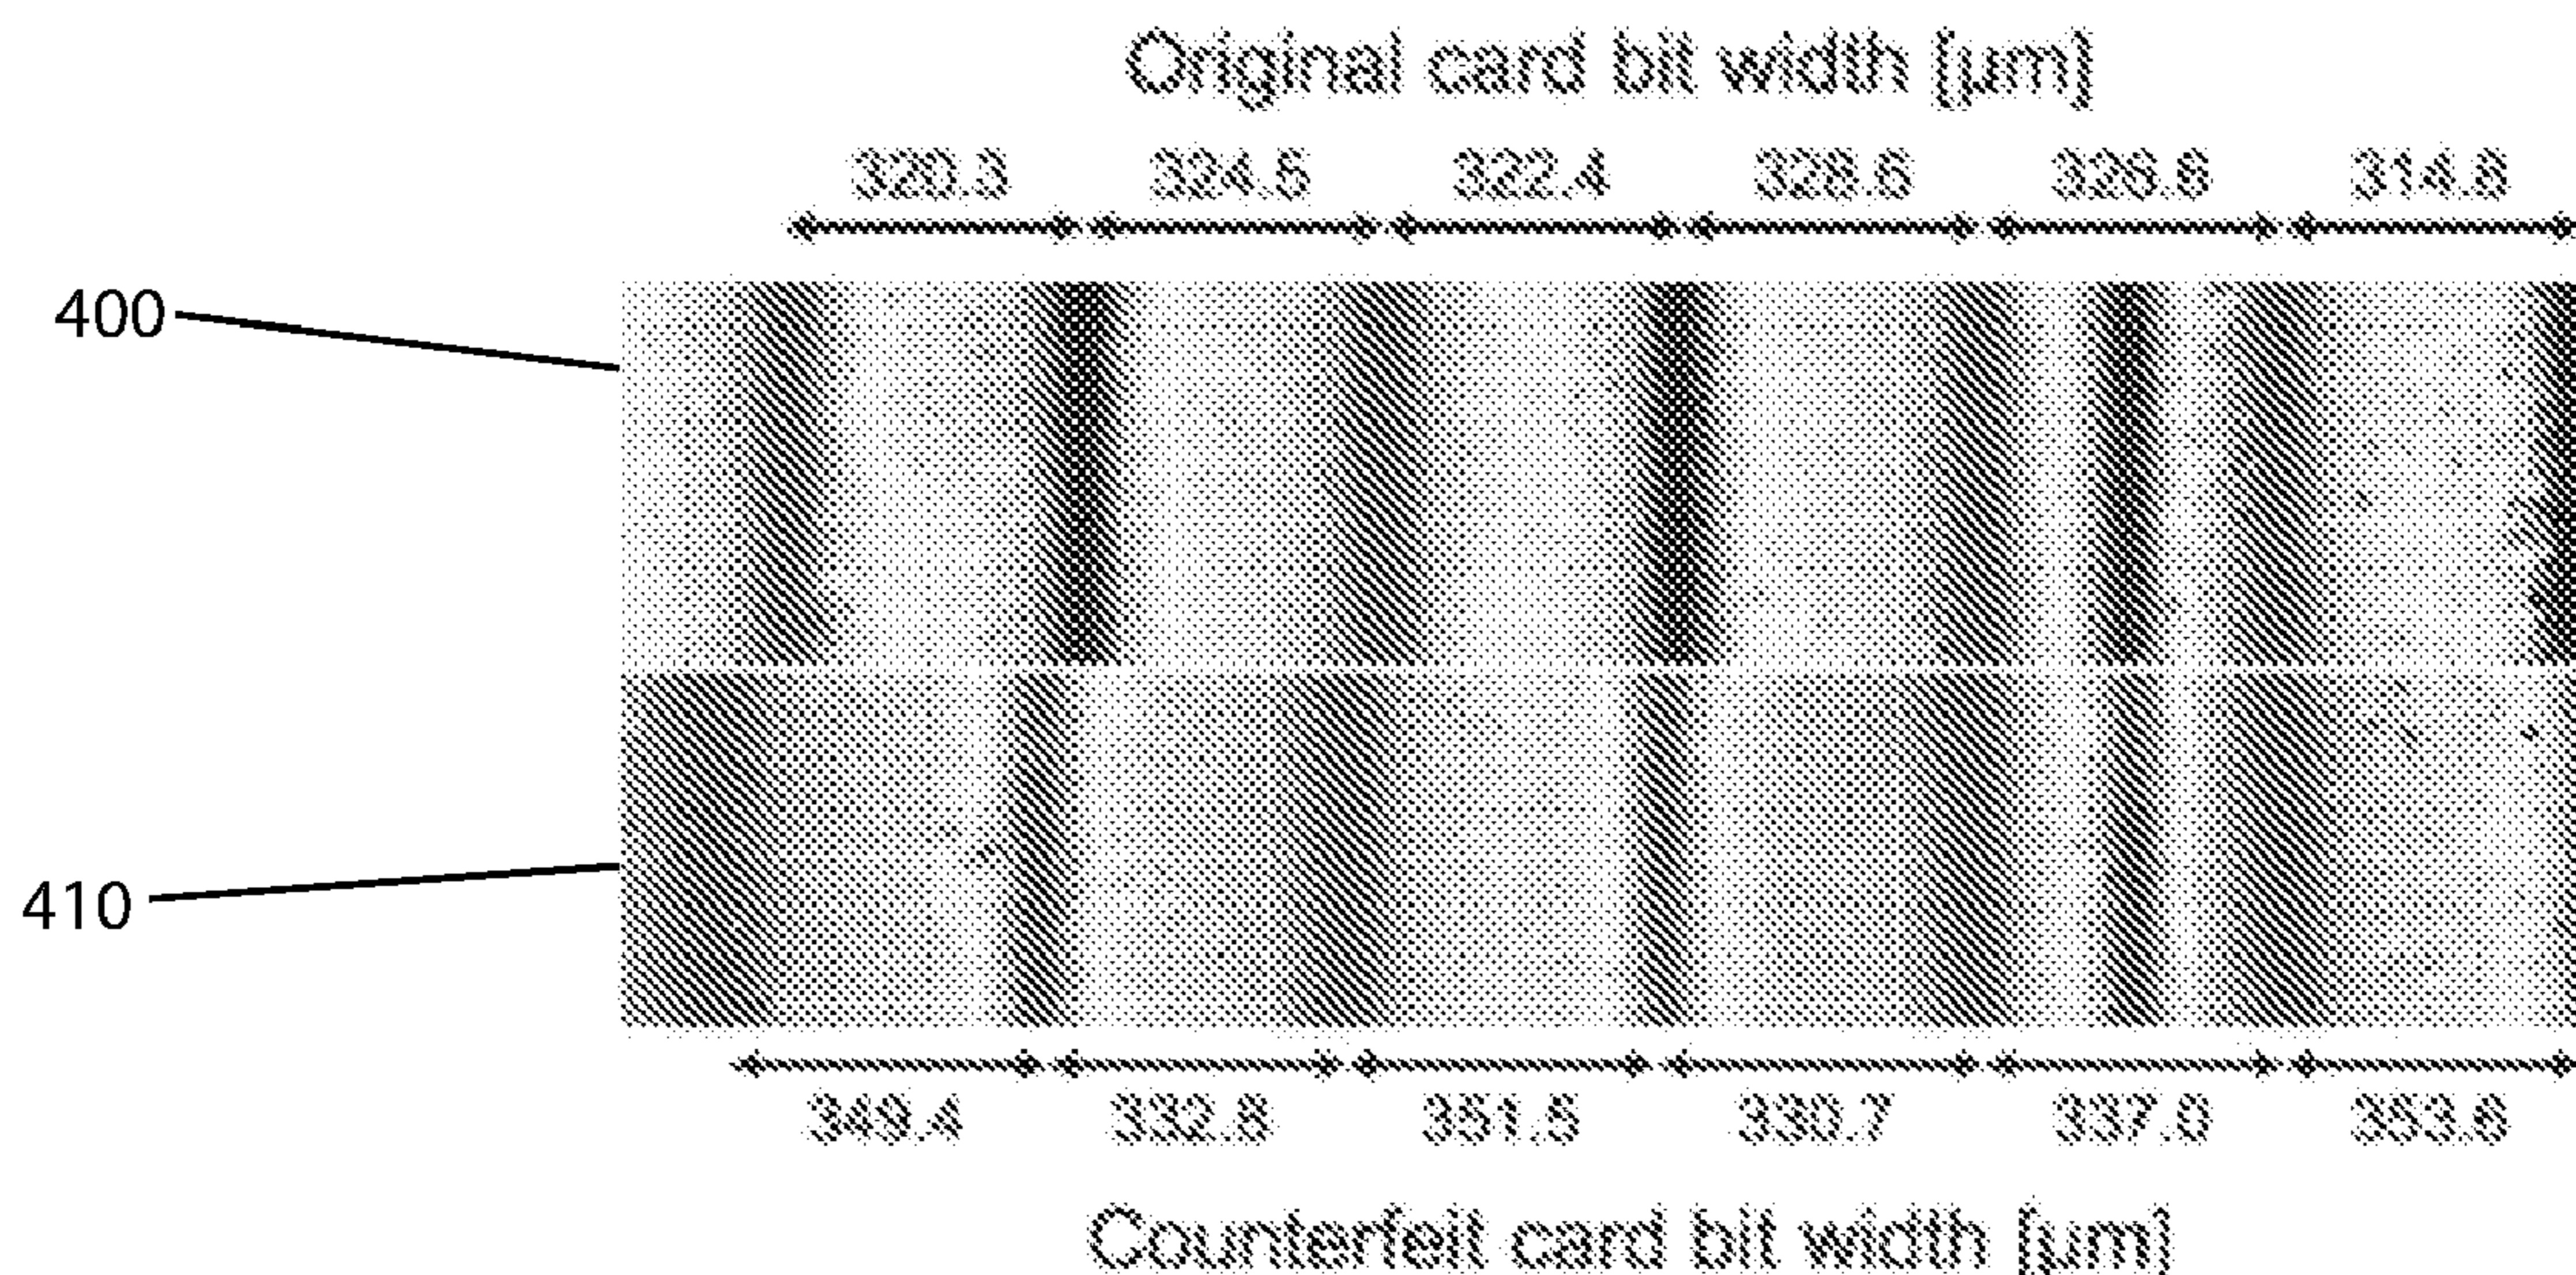 Original card bit width [µm]
320.3 324.5 322.4 328.6 326.6 314.8
400
410
349.4 332.8 351.5 330.7 337.0 353.6
Counterfeit card bit width [µm]